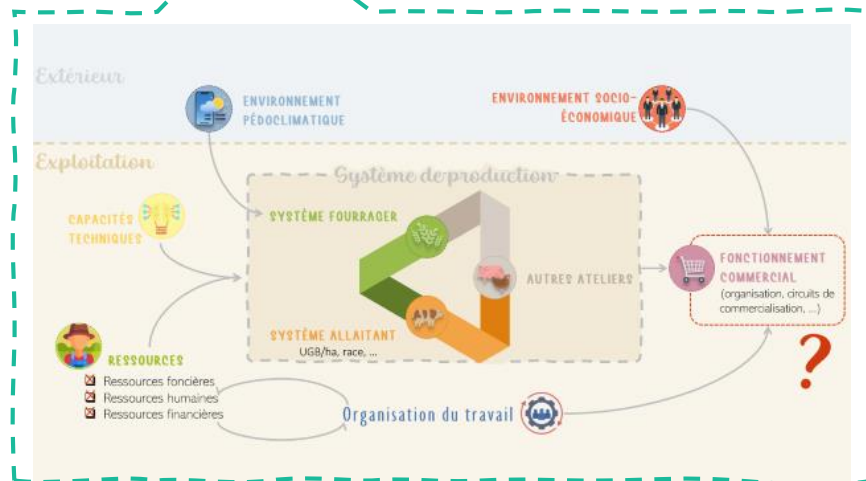 Extérieur
ENVIRONNEMENT
PÉDOCLIMATIQUE
ENVIRONNEMENT SOCIO-
ÉCONOMIQUE
Exploitation
Système de production
CAPACITÉS
TECHNIQUES
SYSTÈME FOURRAGER
AUTRES ATELIERS
FONCTIONNEMENT
COMMERCIAL
(organisation, circuits de
commercialisation, ...)
SYSTÈME ALLAITANT
UGB/ha, race, ...
?
RESSOURCES
Ressources foncières
Ressources humaines
Ressources financières
Organisation du travail